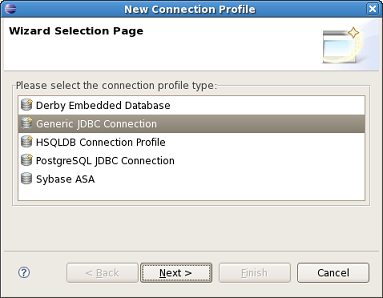 New Connection Profile
Wizard Selection Page
Please select the connection profile type:
Derby Embedded Database
Generic JDBC Connection
HSQLDB Connection Profile
PostgreSQL JDBC Connection
Sybase ASA
< Back Next > Finish Cancel